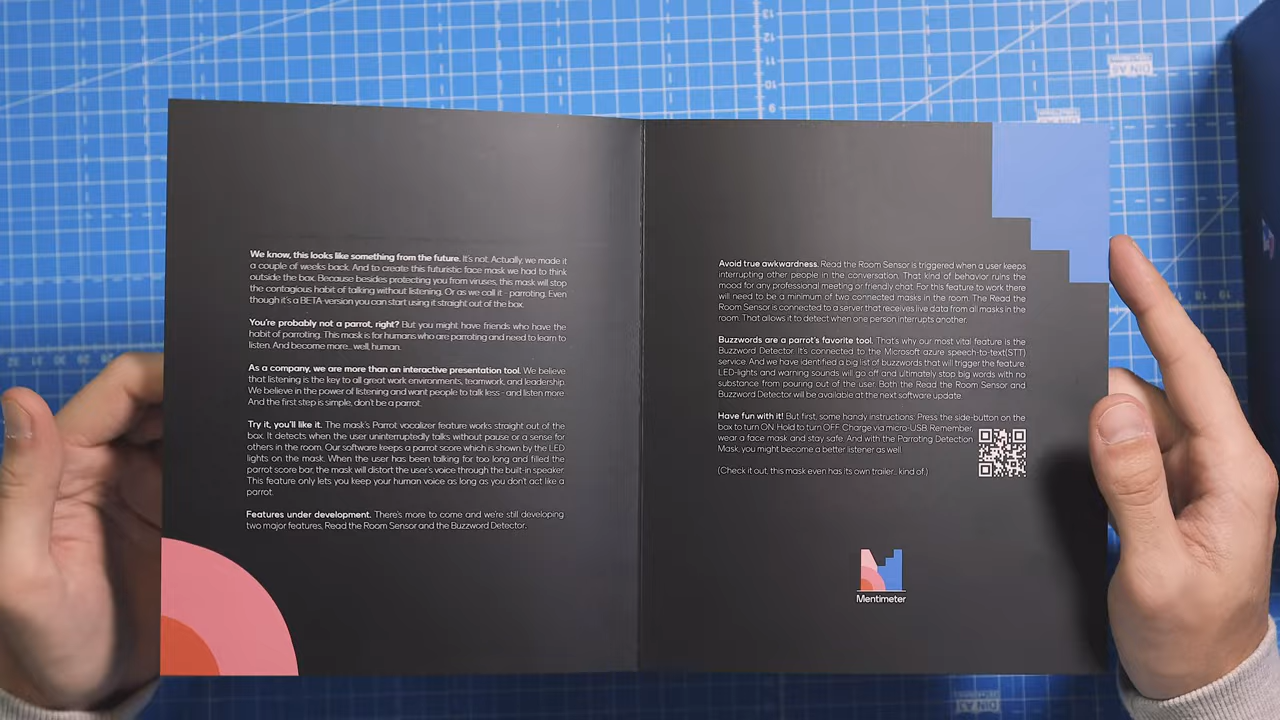 We know, this looks like something from the future. It's not. Actually, we made it
a couple of weeks back. And to create this futuristic face mask we had to think
outside the box. Because besides protecting you from viruses, this mask will stop
the contagious habit of talking without listening. Or as we call it - parroting. Even
though it's a BETA-version you can start using it straight out of the box.
You're probably not a parrot, right? But you might have friends who have the
habit of parroting. This mask is for humans who are parroting and need to learn to
listen. And become more... well, human.
As a company, we are more than an interactive presentation tool. We believe
that listening is the key to all great work environments, teamwork, and leadership.
We believe in the power of listening and want people to talk less - and listen more
And the first step is simple, don't be a parrot.
Try it, you'll like it. The mask's Parrot vocalizer feature works straight out of the
box. It detects when the user uninterruptedly talks without pause or a sense for
others in the room. Our software keeps a parrot score which is shown by the LED
lights on the mask. When the user has been talking for too long and filled the
parrot score bar, the mask will distort the user's voice through the built-in speaker.
This feature only lets you keep your human voice as long as you don't act like a
parrot.
Features under development. There's more to come and we're still developing
two major features, Read the Room Sensor and the Buzzword Detector.
Avoid true awkwardness. Read the Room Sensor is triggered when a user keeps
interrupting other people in the conversation. That kind of behavior ruins the
mood for any professional meeting or friendly chat. For this feature to work there
will need to be a minimum of two connected masks in the room. The Read the
Room Sensor is connected to a server that receives live data from all masks in the
room. That allows it to detect when one person interrupts another.
Buzzwords are a parrot's favorite tool. That's why our most vital feature is the
Buzzword Detector. It's connected to the Microsoft azure speech-to-text(STT)
service. And we have identified a big list of buzzwords that will trigger the feature.
LED-lights and warning sounds will go off and ultimately stop big words with no
substance from pouring out of the user. Both the Read the Room Sensor and
Buzzword Detector will be available at the next software update.
Have fun with it! But first, some handy instructions: Press the side-button on the
box to turn ON. Hold to turn OFF. Charge via micro-USB. Remember,
wear a face mask and stay safe. And with the Parroting Detection
Mask, you might become a better listener as well.
(Check it out, this mask even has its own trailer... kind of.)
Mentimeter
DIN A5
13
12
11
10
9
32
31
30
29
19
18
DIN A3